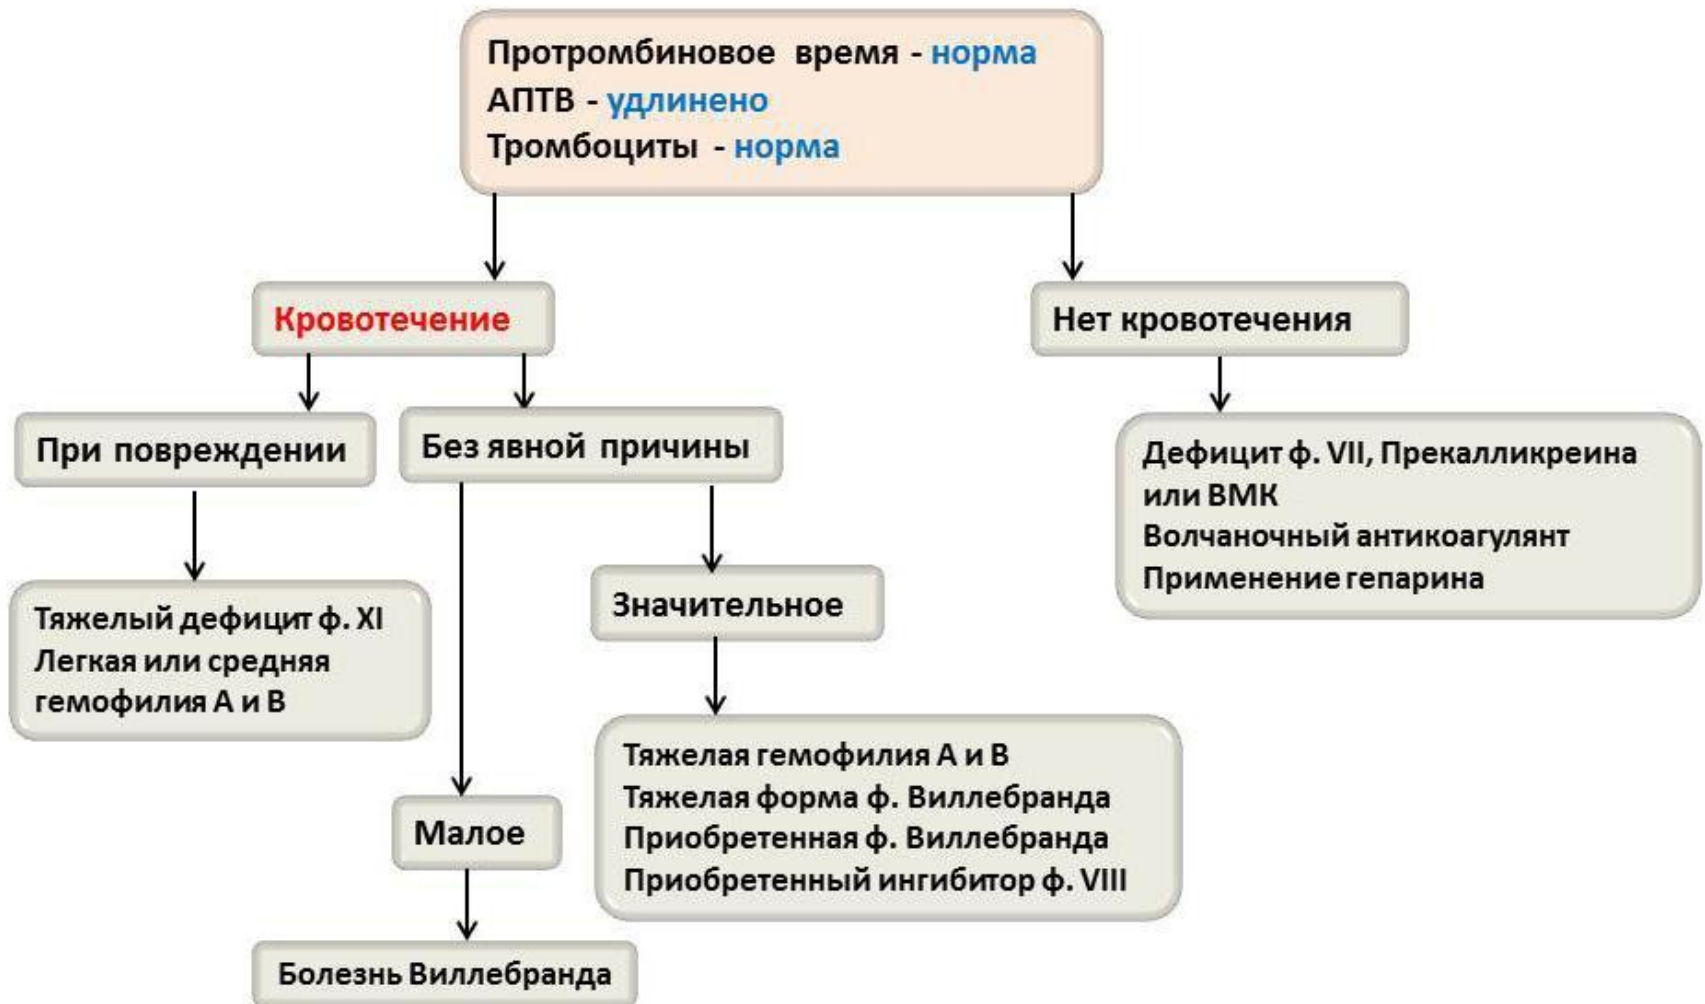 Протромбиновое время - норма
АПТВ - удлинено
Тромбоциты - норма
Кровотечение
Нет кровотечения
При повреждении
Без явной причины
Дефицит ф. VII, Прекалликреина
или ВМК
Волчаночный антикоагулянт
Применение гепарина
Тяжелый дефицит ф. XI
Легкая или средняя
гемофилия А и В
Значительное
Тяжелая гемофилия А и В
Тяжелая форма ф. Виллебранда
Приобретенная ф. Виллебранда
Приобретенный ингибитор ф. VIII
Малое
Болезнь Виллебранда